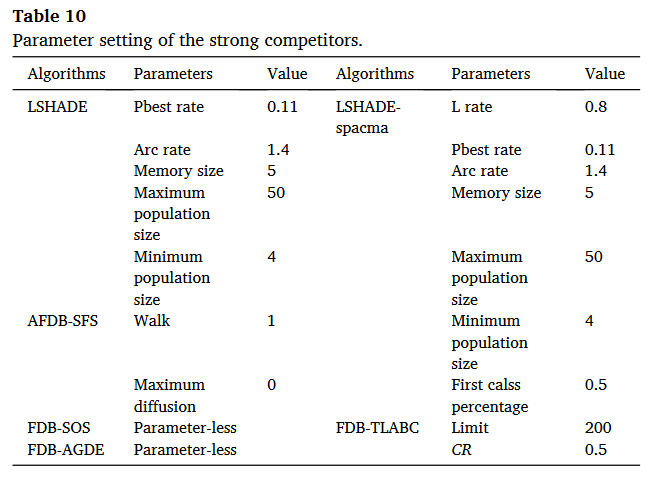 Table 10
Parameter setting of the strong competitors.
Algorithms Parameters Value Algorithms Parameters Value
LSHADE Pbest rate 0.11 LSHADE- L rate 0.8
spacma
Arc rate 1.4 Pbest rate 0.11
Memory size 5 Arc rate 1.4
Maximum 50 Memory size 5
population
size
Minimum 4 Maximum 50
population population
size size
AFDB-SFS Walk 1 Minimum 4
population
size
Maximum 0 First calss 0.5
diffusion percentage
FDB-SOS Parameter-less FDB-TLABC Limit 200
FDB-AGDE Parameter-less CR 0.5